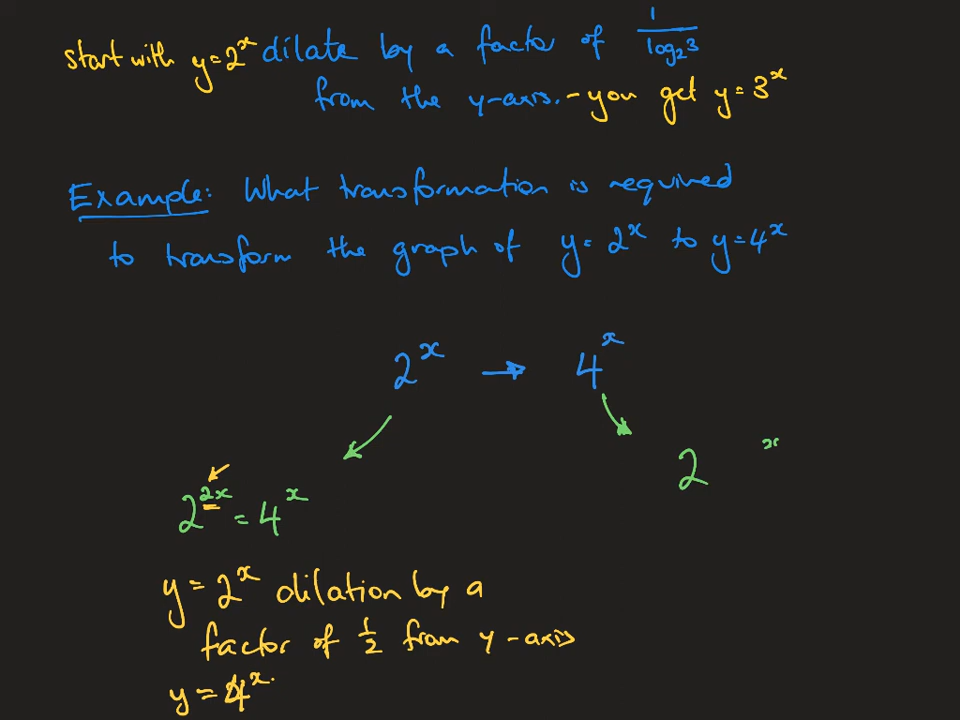 start with y=2^x dilate by a factor of 1/log₂3
from the y-axis. - you get y=3^x
Example: What transformation is required
to transform the graph of y=2^x to y=4^x
2^x → 4^x
2^2x = 4^x
2 x
y=2^x dilation by a
factor of 1/2 from y-axis
y=4^x.